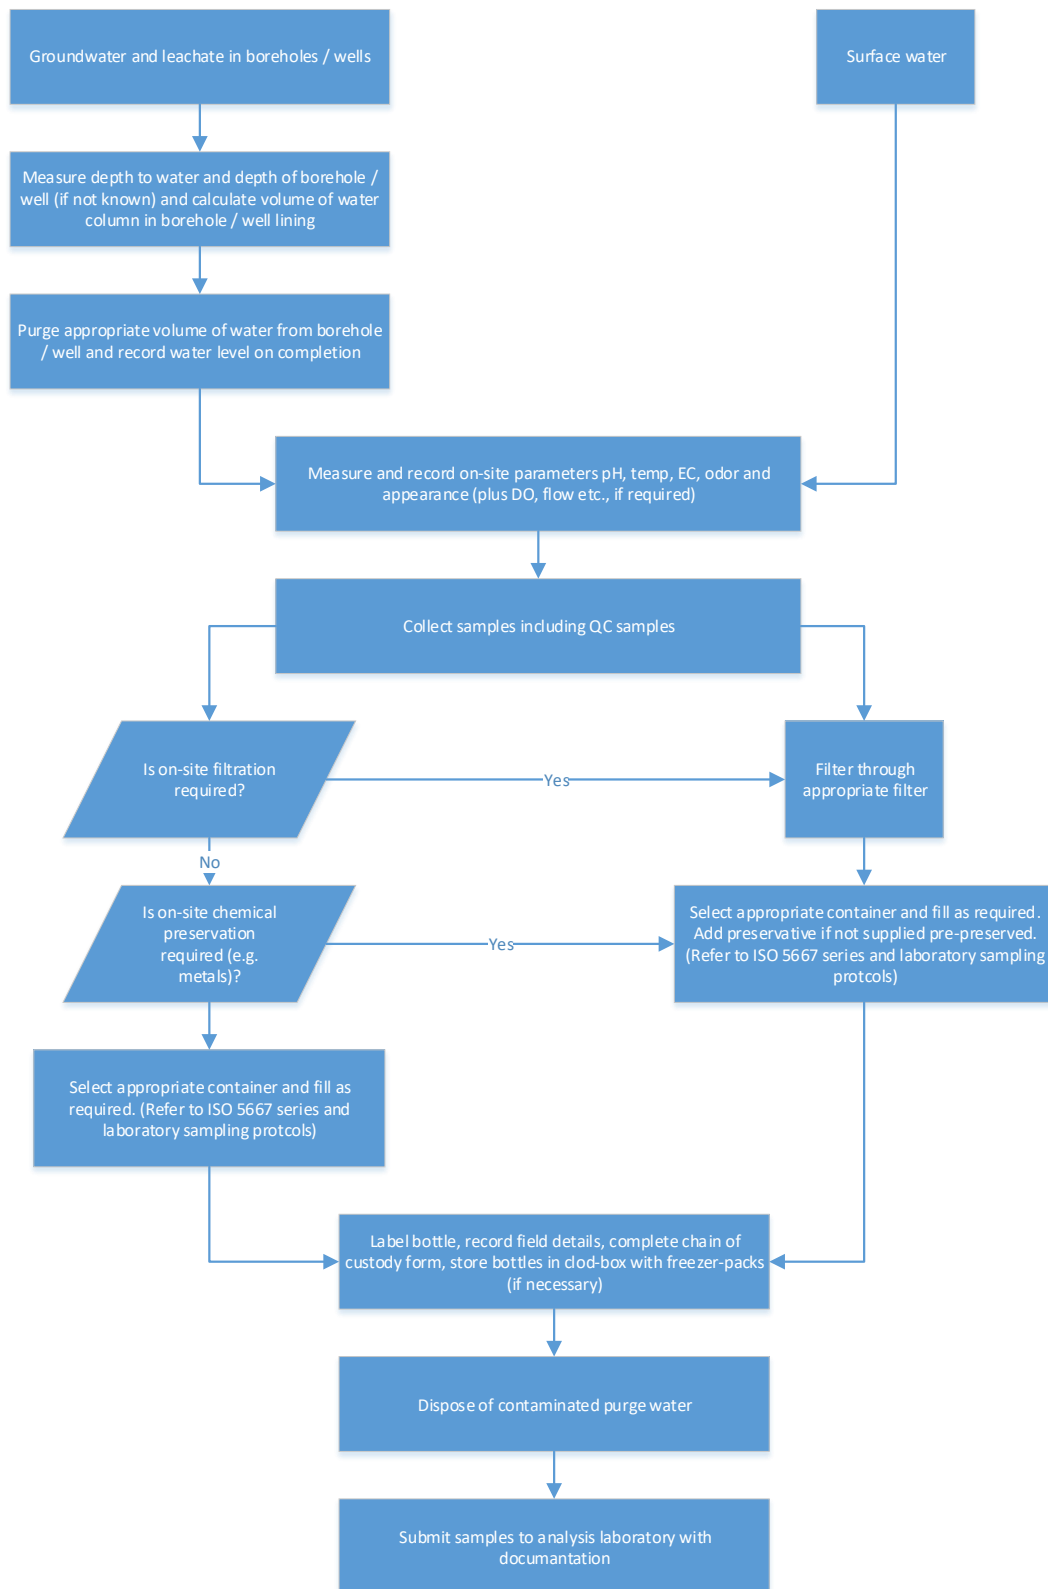 Groundwater and leachate in boreholes / wells
Surface water
Measure depth to water and depth of borehole /
well (if not known) and calculate volume of water
column in borehole / well lining
Purge appropriate volume of water from borehole
/ well and record water level on completion
Measure and record on-site parameters pH, temp, EC, odor and
appearance (plus DO, flow etc., if required)
Collect samples including QC samples
Is on-site filtration
required?
Yes
Filter through
appropriate filter
No
Is on-site chemical
preservation
required (e.g.
metals)?
Yes
Select appropriate container and fill as required.
Add preservative if not supplied pre-preserved.
(Refer to ISO 5667 series and laboratory sampling
protcols)
Select appropriate container and fill as
required. (Refer to ISO 5667 series and
laboratory sampling protcols)
Label bottle, record field details, complete chain of
custody form, store bottles in clod-box with freezer-packs
(if necessary)
Dispose of contaminated purge water
Submit samples to analysis laboratory with
documantation